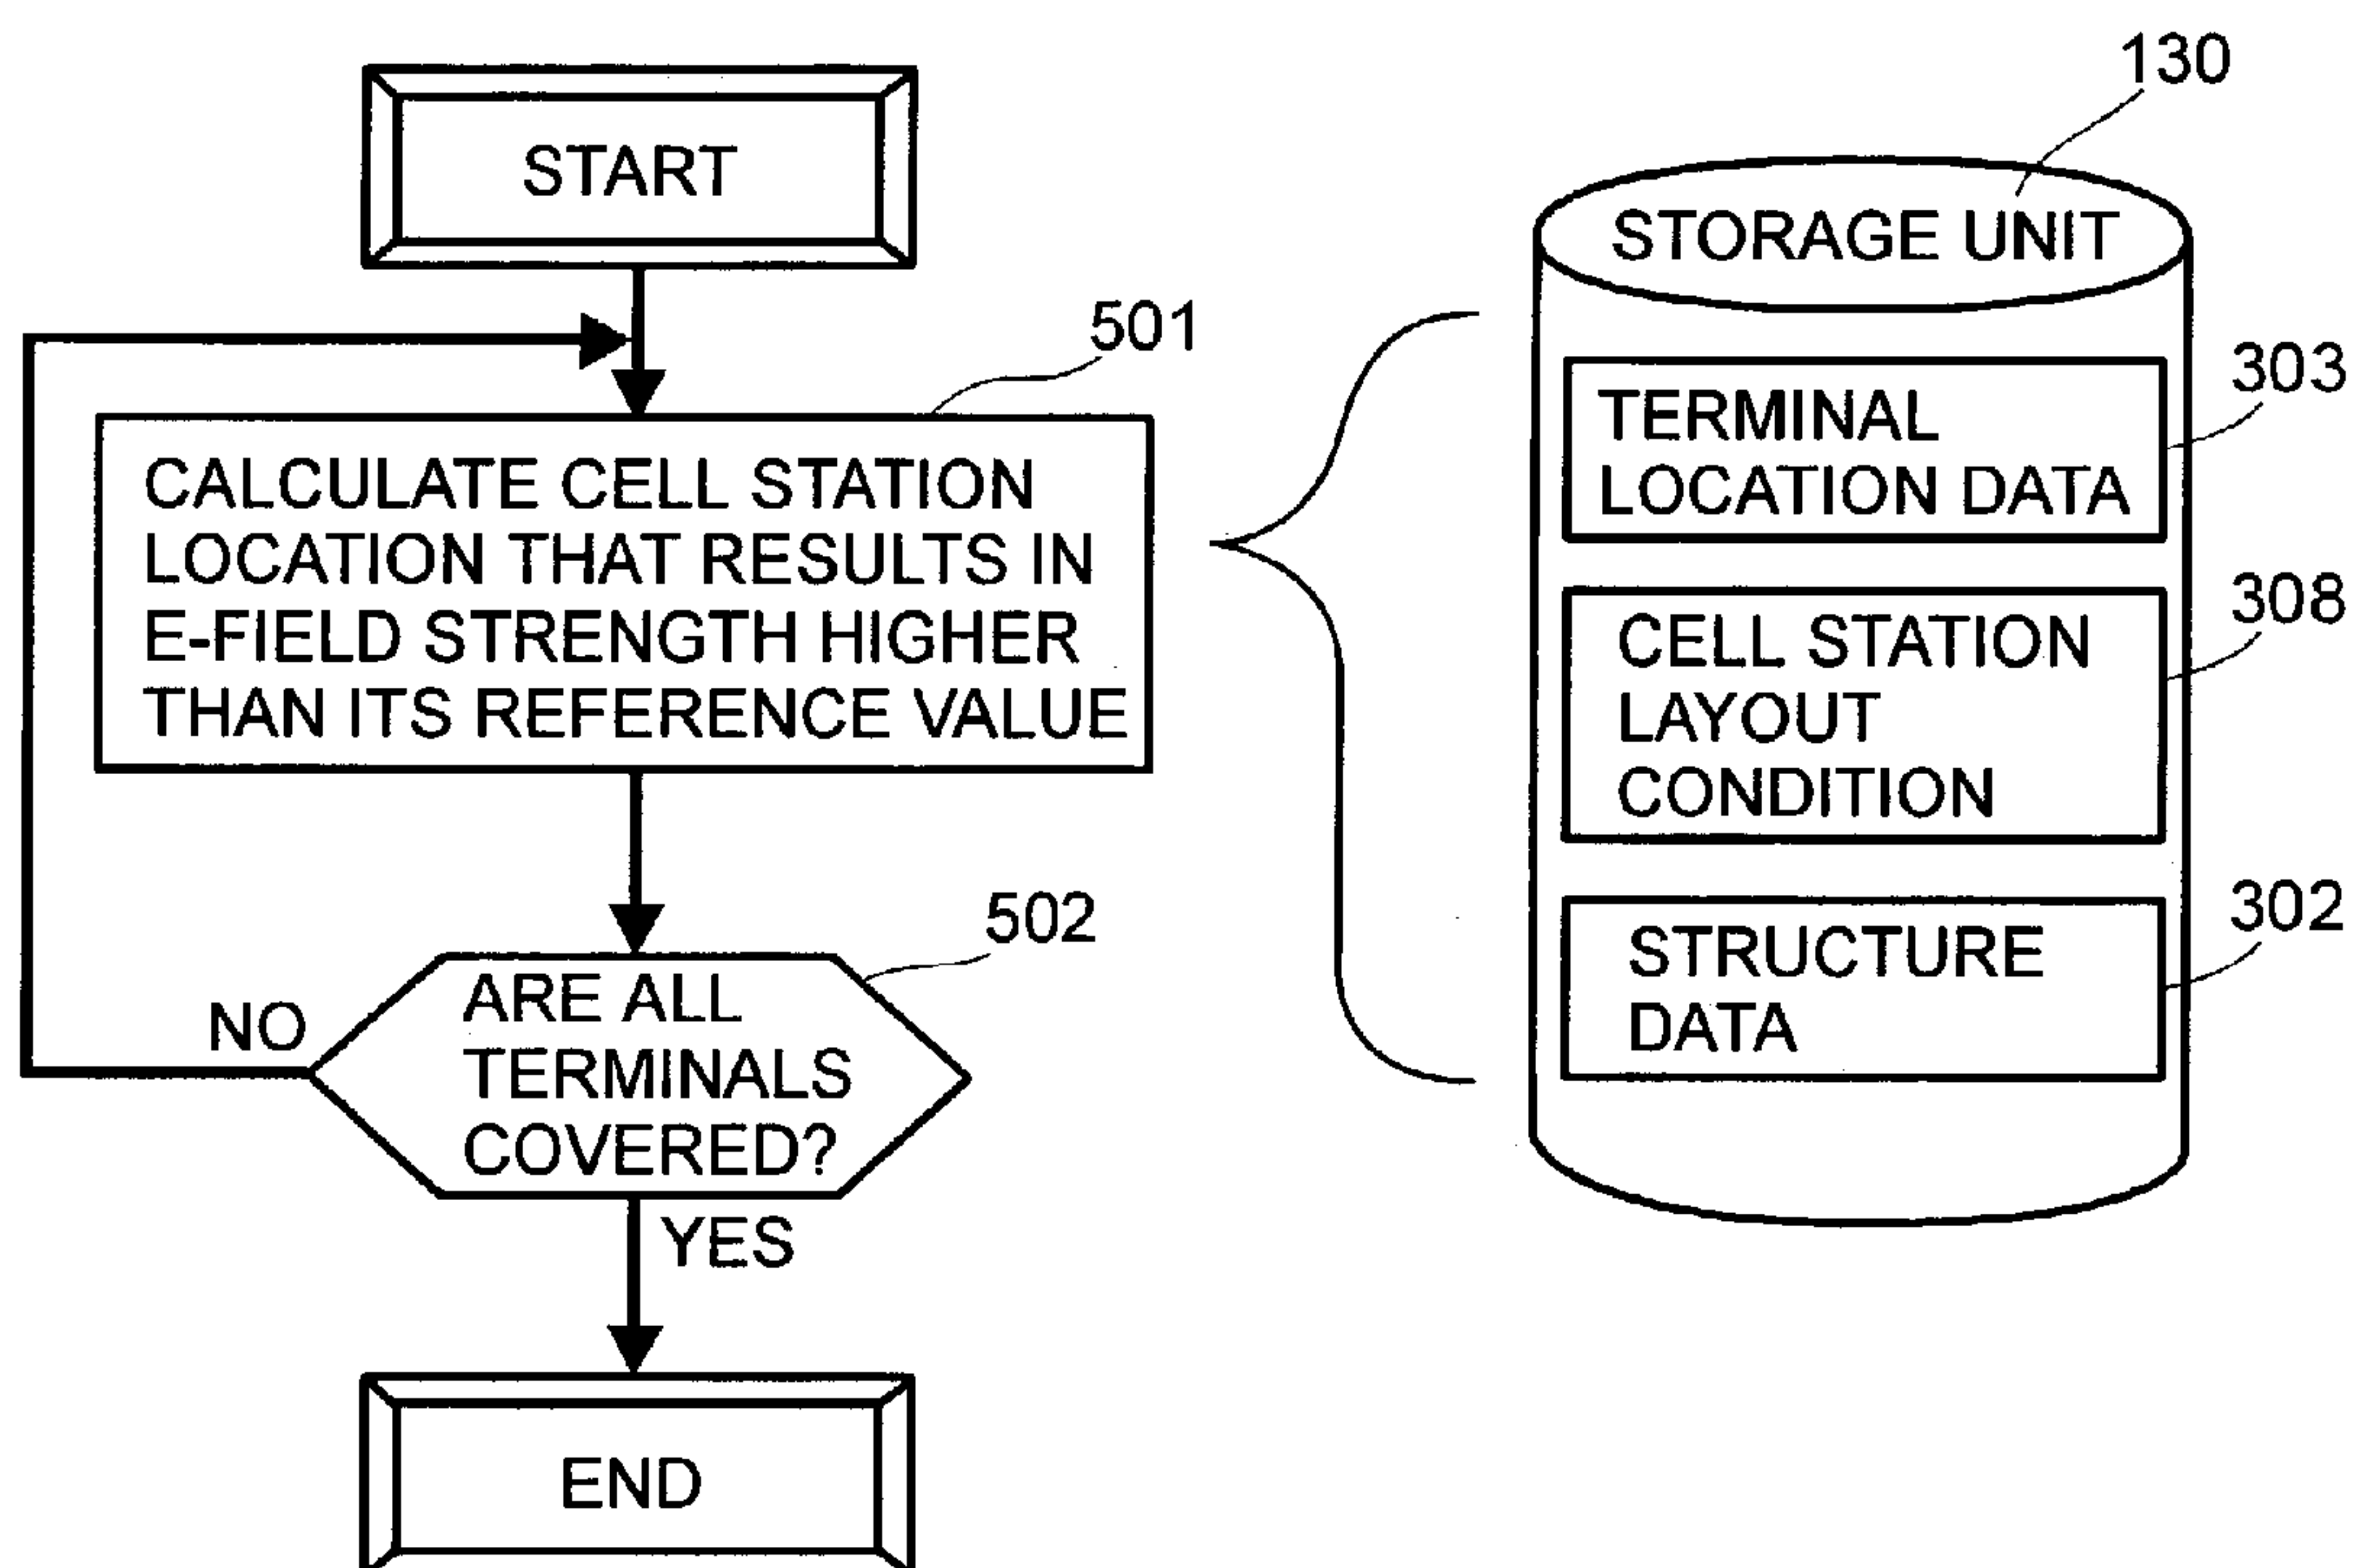 START
501
CALCULATE CELL STATION
LOCATION THAT RESULTS IN
E-FIELD STRENGTH HIGHER
THAN ITS REFERENCE VALUE
502
ARE ALL
TERMINALS
COVERED?
NO
YES
END
130
STORAGE UNIT
303
TERMINAL
LOCATION DATA
308
CELL STATION
LAYOUT
CONDITION
302
STRUCTURE
DATA